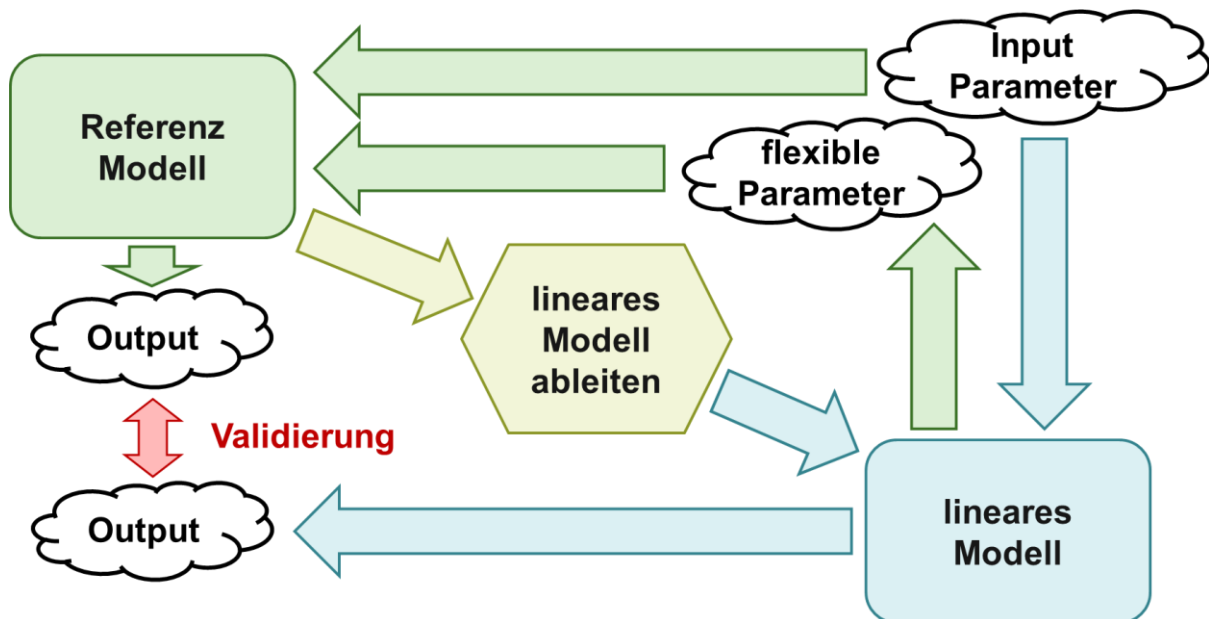 Input
Parameter
Referenz
Modell
flexible
Parameter
lineares
Modell
ableiten
Output
Validierung
Output
lineares
Modell